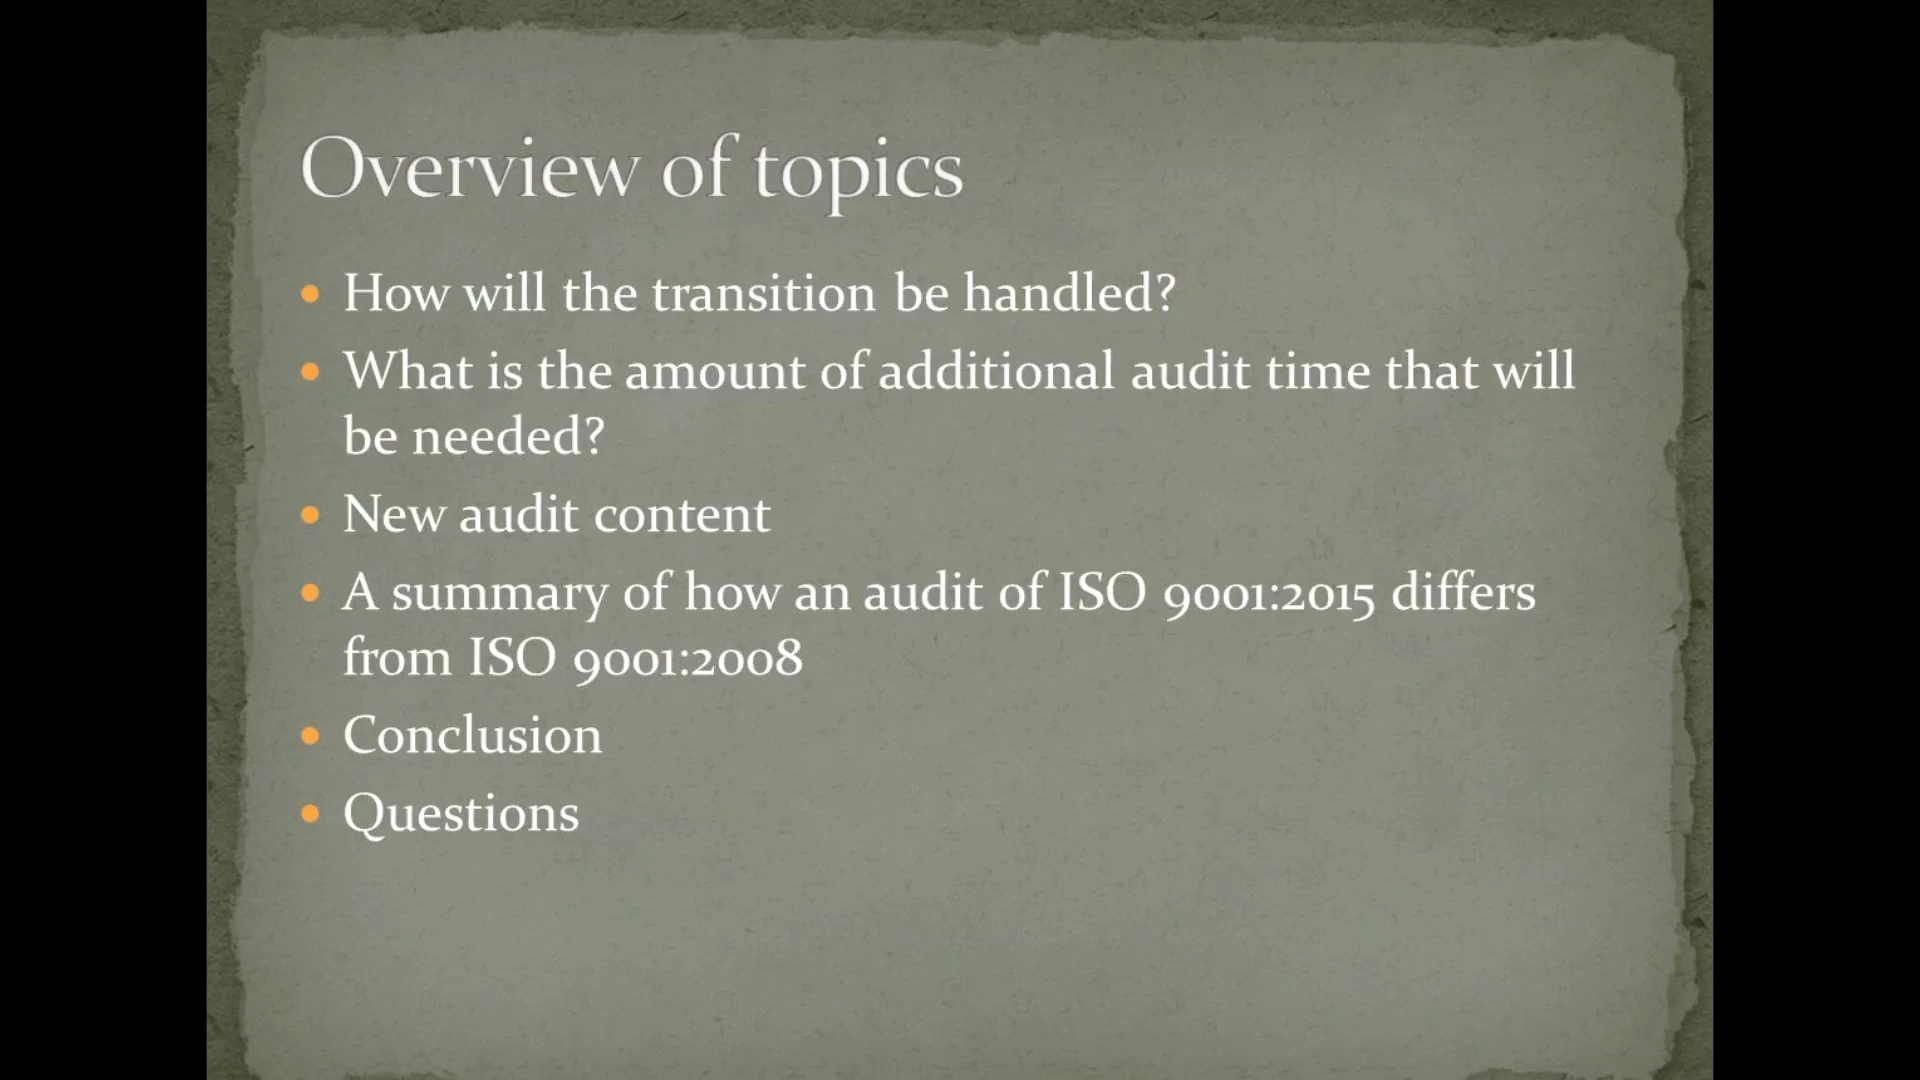 Overview of topics
How will the transition be handled?
What is the amount of additional audit time that will
be needed?
New audit content
A summary of how an audit of ISO 9001:2015 differs
from ISO 9001:2008
Conclusion
Questions